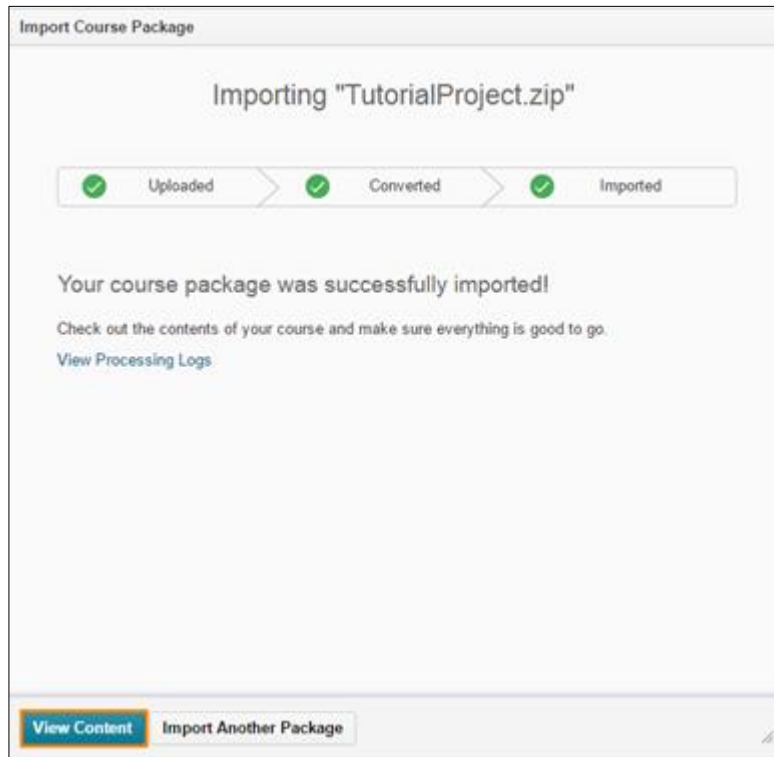 Import Course Package
Importing "TutorialProject.zip"
Uploaded Converted Imported
Your course package was successfully imported!
Check out the contents of your course and make sure everything is good to go.
View Processing Logs
View Content Import Another Package